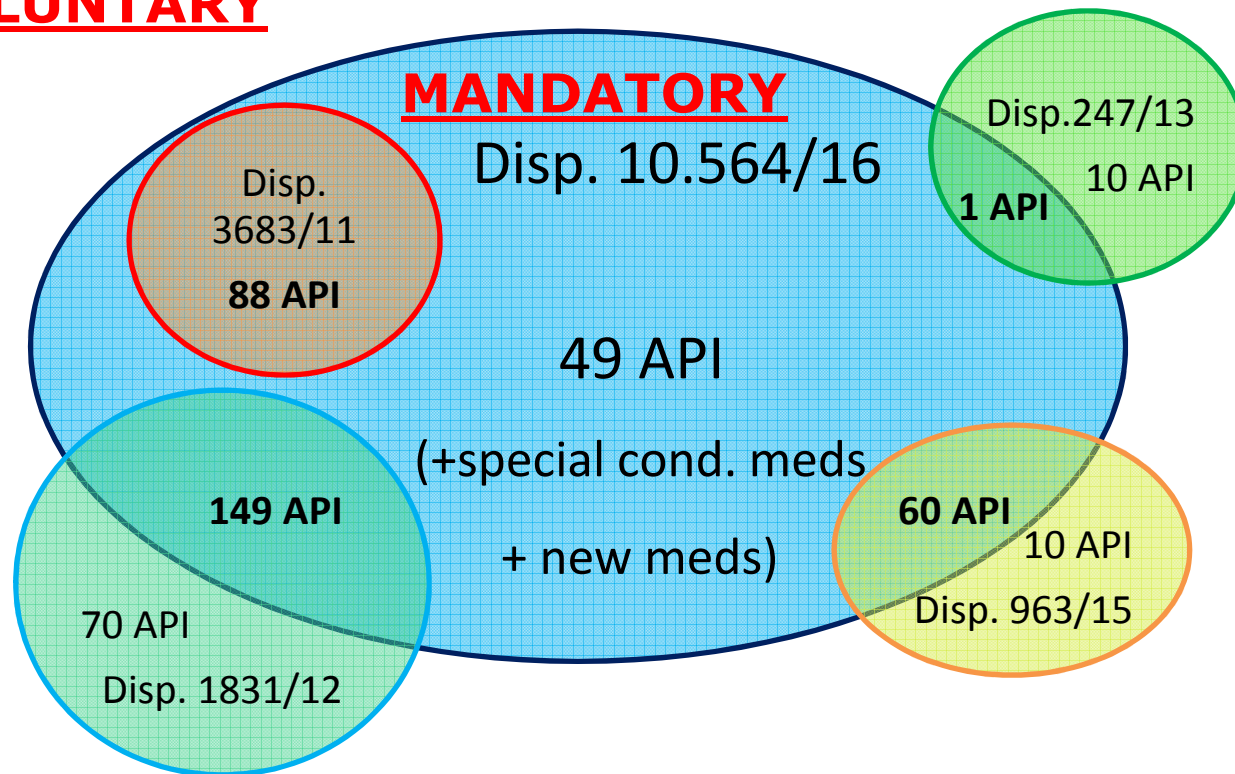 LUNTARY
MANDATORY
Disp. 10.564/16
Disp.247/13
10 API
1 API
Disp.
3683/11
88 API
49 API
(+special cond. meds
+ new meds)
149 API
70 API
Disp. 1831/12
60 API
10 API
Disp. 963/15